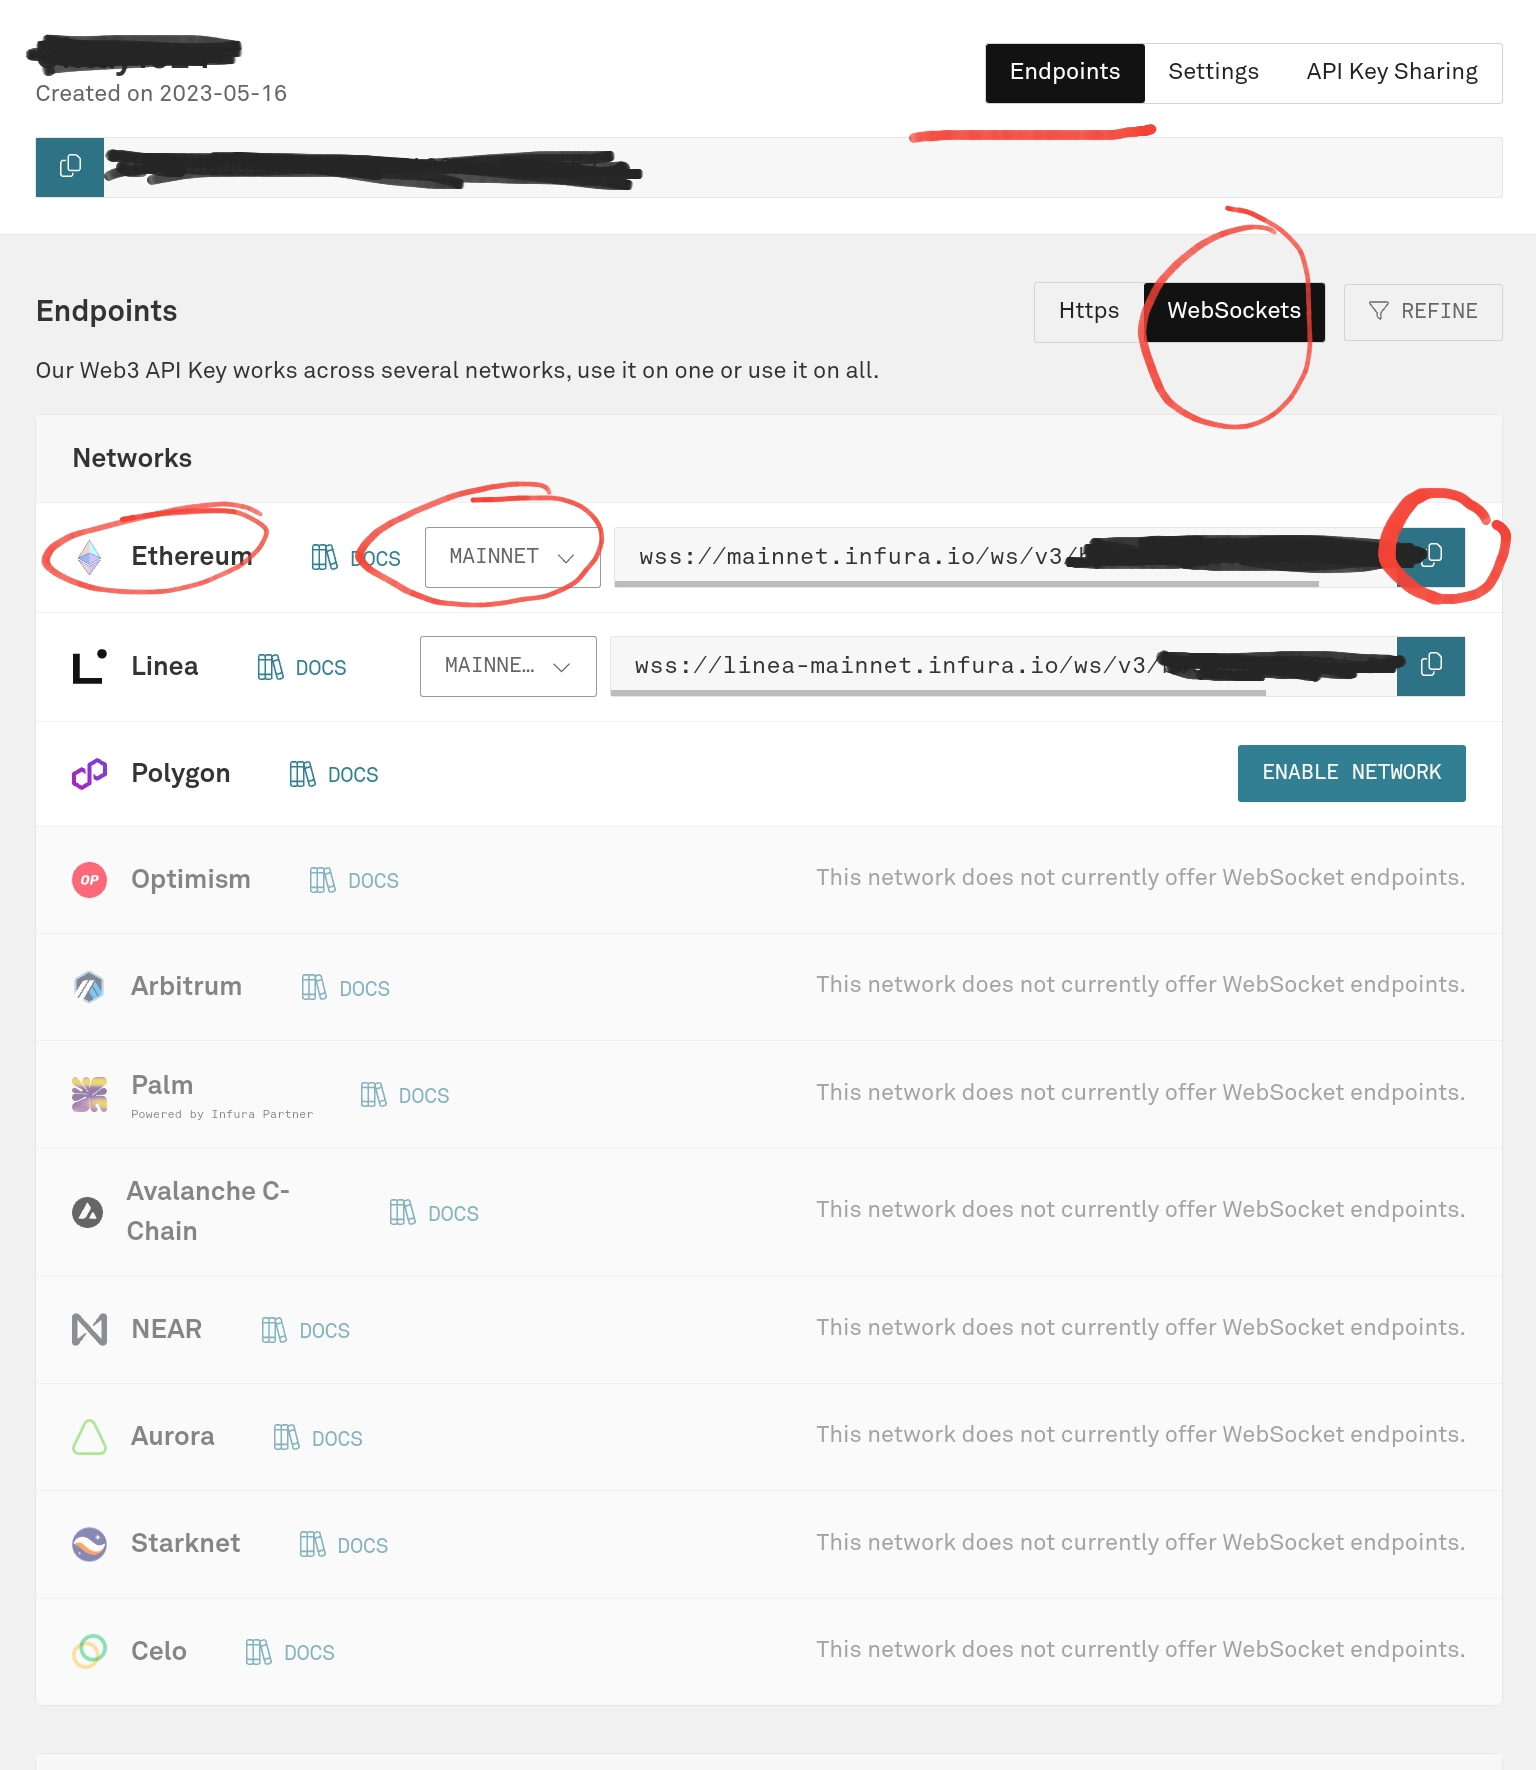 Created on 2023-05-16
Endpoints Settings API Key Sharing
Endpoints
Https WebSockets REFINE
Our Web3 API Key works across several networks, use it on one or use it on all.
Networks
Ethereum DOCS MAINNET wss://mainnet.infura.io/ws/v3/
Linea DOCS MAINNE… wss://linea-mainnet.infura.io/ws/v3/
Polygon DOCS ENABLE NETWORK
OP Optimism DOCS This network does not currently offer WebSocket endpoints.
Arbitrum DOCS This network does not currently offer WebSocket endpoints.
Palm DOCS This network does not currently offer WebSocket endpoints.
Powered by Infura Partner
Avalanche C-
Chain DOCS This network does not currently offer WebSocket endpoints.
NEAR DOCS This network does not currently offer WebSocket endpoints.
Aurora DOCS This network does not currently offer WebSocket endpoints.
Starknet DOCS This network does not currently offer WebSocket endpoints.
Celo DOCS This network does not currently offer WebSocket endpoints.